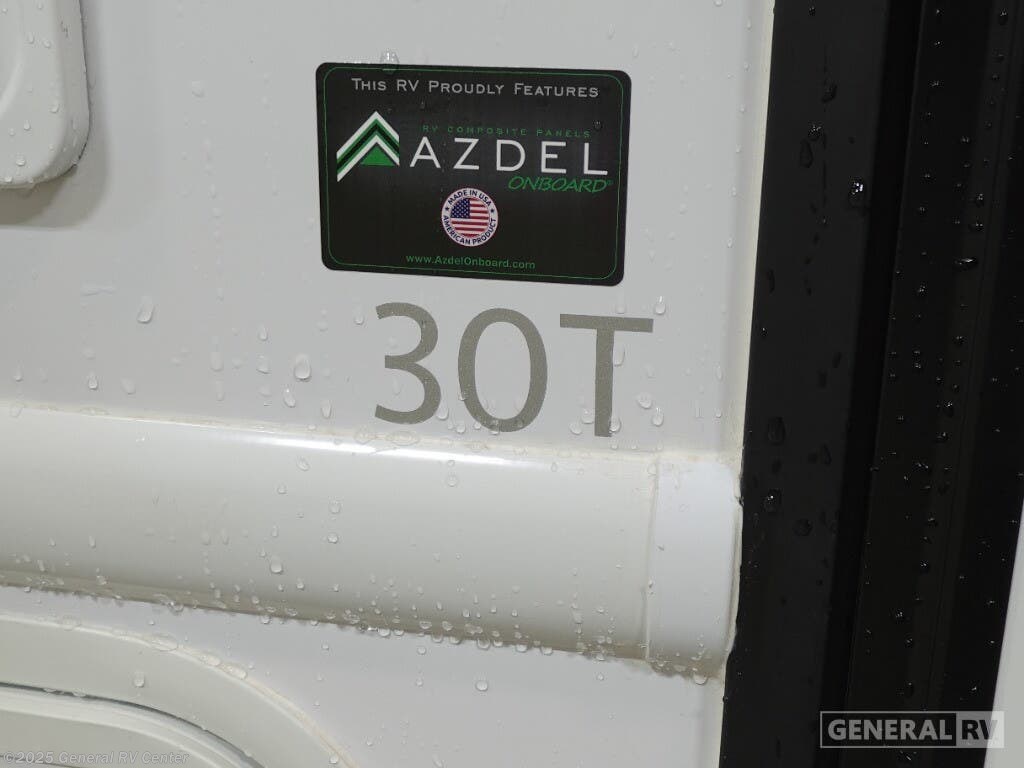 This RV Proudly Features
RV COMPOSITE PANELS
AZDEL
ONBOARD®
★ MADE IN USA ★
AMERICAN PRODUCT
www.AzdelOnboard.com
30T
GENERAL RV
©2025 General RV Center